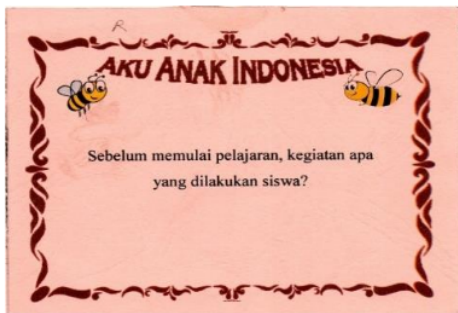 R
AKU ANAK INDONESIA
Sebelum memulai pelajaran, kegiatan apa
yang dilakukan siswa?